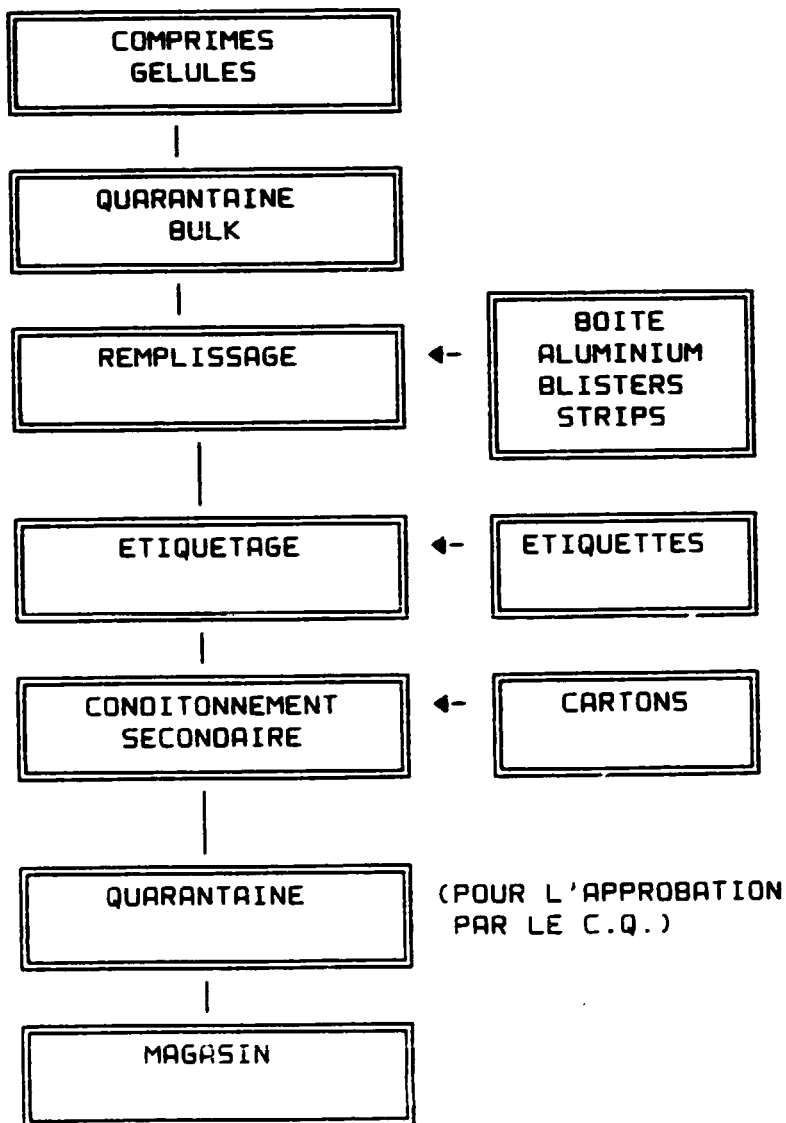 COMPRIMES
GELULES
QUARANTAINE
BULK
REMPLISSAGE
BOITE
ALUMINIUM
BLISTERS
STRIPS
ETIQUETAGE
ETIQUETTES
CONDITONNEMENT
SECONDAIRE
CARTONS
QUARANTAINE
(POUR L'APPROBATION
PAR LE C.Q.)
MAGASIN